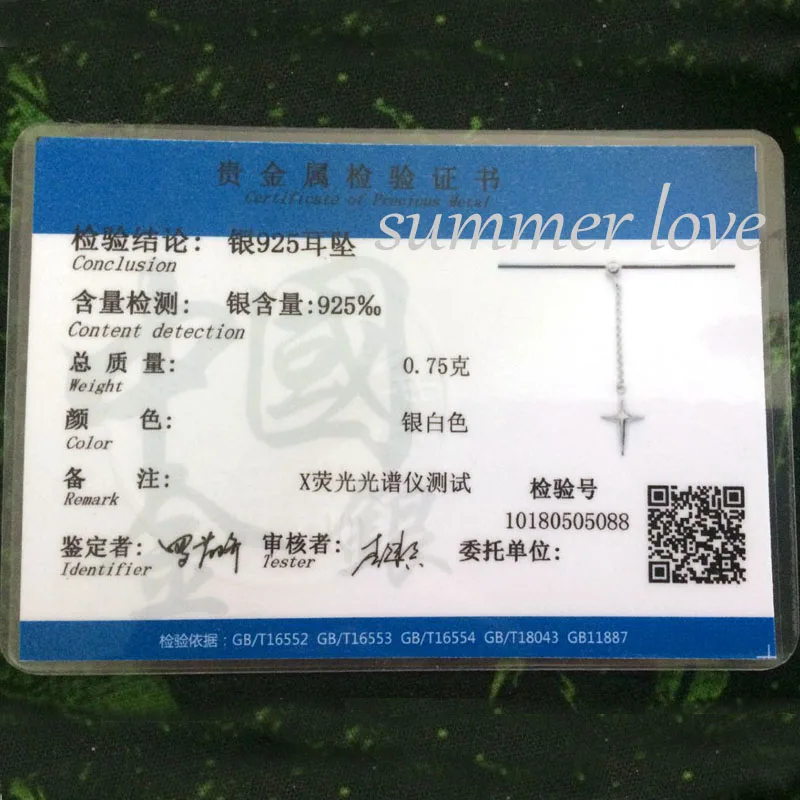 贵金属检验证书
Certificate of Precious Metal
summer love
检验结论: 银925耳坠
Conclusion
含量检测: 银含量:925‰
Content detection
总质量: 0.75克
Weight
颜色: 银白色
Color
备注: X荧光光谱仪测试
Remark
检验号
10180505088
鉴定者: 审核者: 委托单位:
Identifier Tester
中國金銀
检验依据: GB/T16552 GB/T16553 GB/T16554 GB/T18043 GB11887